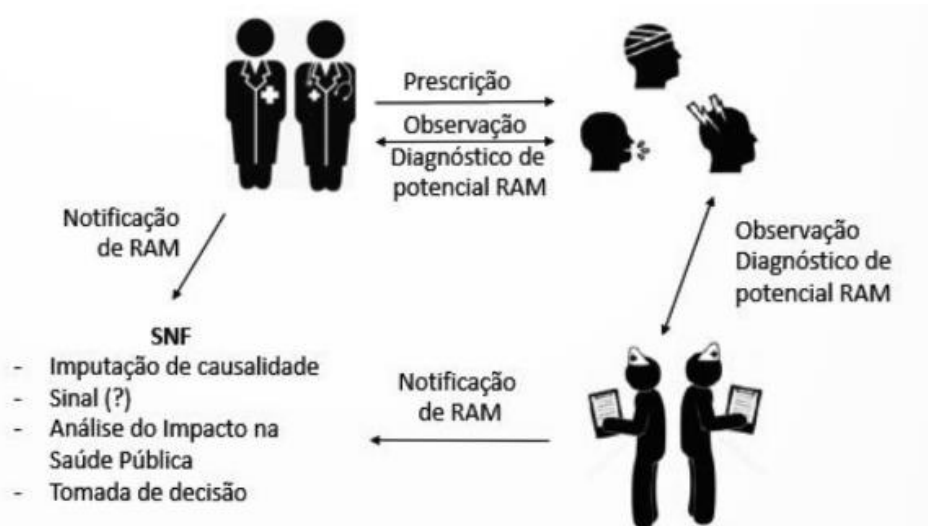 Prescrição
Observação
Diagnóstico de
potencial RAM
Notificação
de RAM
Observação
Diagnóstico de
potencial RAM
SNF
- Imputação de causalidade
- Sinal (?)
- Análise do Impacto na
Saúde Pública
- Tomada de decisão
Notificação
de RAM